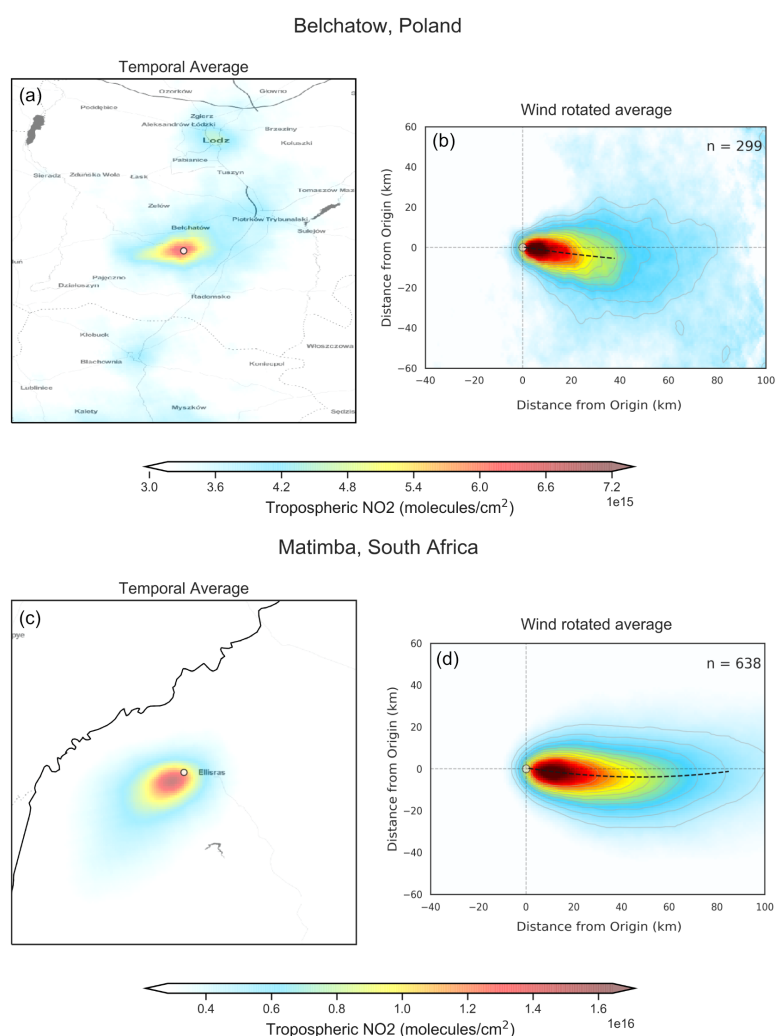 Belchatow, Poland
Temporal Average
(a)
Ozorków
Głowno
Poddębice
Zgierz
Aleksandrów Łódzki
Brzeziny
Lodz
Koluszki
Pabianice
Sieradz
Zduńska Wola
Łask
Tuszyn
Tomaszów Maz
Zelów
Piotrków Trybunalski
Bełchatów
Sulejów
Pajęczno
Działoszyn
Radomsko
Kłobuck
Włoszczowa
Blachownia
Koniecpol
Lubliniec
Kalety
Myszków
Sędzis
Wind rotated average
(b)
n = 299
Distance from Origin (km)
60
40
20
0
−20
−40
−60
−40
−20
0
20
40
60
80
100
Distance from Origin (km)
3.0
3.6
4.2
4.8
5.4
6.0
6.6
7.2
1e15
Tropospheric NO2 (molecules/cm²)
Matimba, South Africa
Temporal Average
(c)
pye
Ellisras
Wind rotated average
(d)
n = 638
Distance from Origin (km)
60
40
20
0
−20
−40
−60
−40
−20
0
20
40
60
80
100
Distance from Origin (km)
0.4
0.6
0.8
1.0
1.2
1.4
1.6
1e16
Tropospheric NO2 (molecules/cm²)